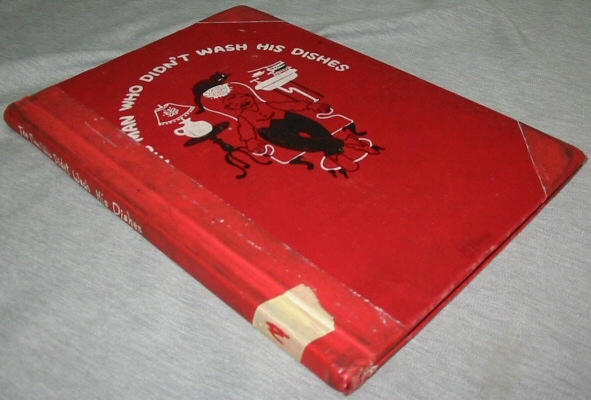 MAN WHO DIDN'T WASH HIS DISHES
The Man Who Didn't Wash His Dishes
K